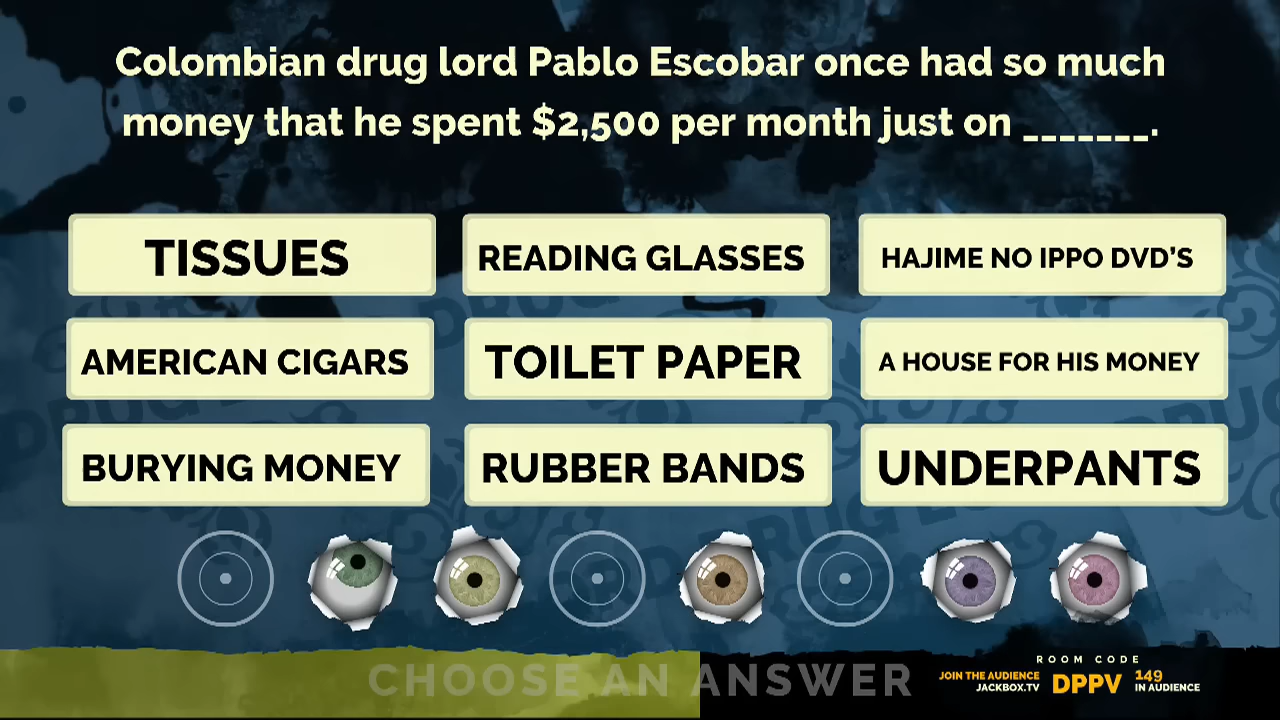 Colombian drug lord Pablo Escobar once had so much
money that he spent $2,500 per month just on _______.
TISSUES
READING GLASSES
HAJIME NO IPPO DVD'S
AMERICAN CIGARS
TOILET PAPER
A HOUSE FOR HIS MONEY
BURYING MONEY
RUBBER BANDS
UNDERPANTS
CHOOSE AN ANSWER
ROOM CODE
JOIN THE AUDIENCE
JACKBOX.TV
DPPV
149
IN AUDIENCE